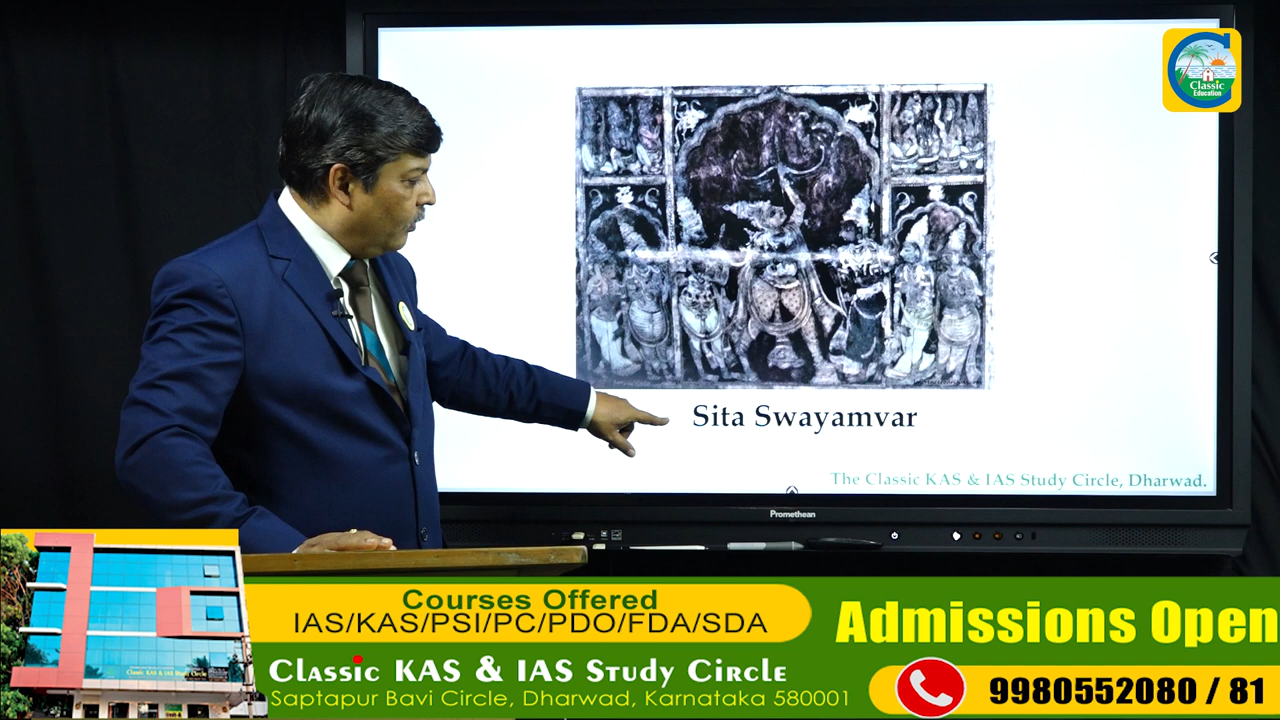 Classic
Education
Sita Swayamvar
The Classic KAS & IAS Study Circle, Dharwad.
Promethean
Courses Offered
IAS/KAS/PSI/PC/PDO/FDA/SDA
Admissions Open
Classic KAS & IAS Study Circle
Saptapur Bavi Circle, Dharwad, Karnataka 580001
9980552080 / 81